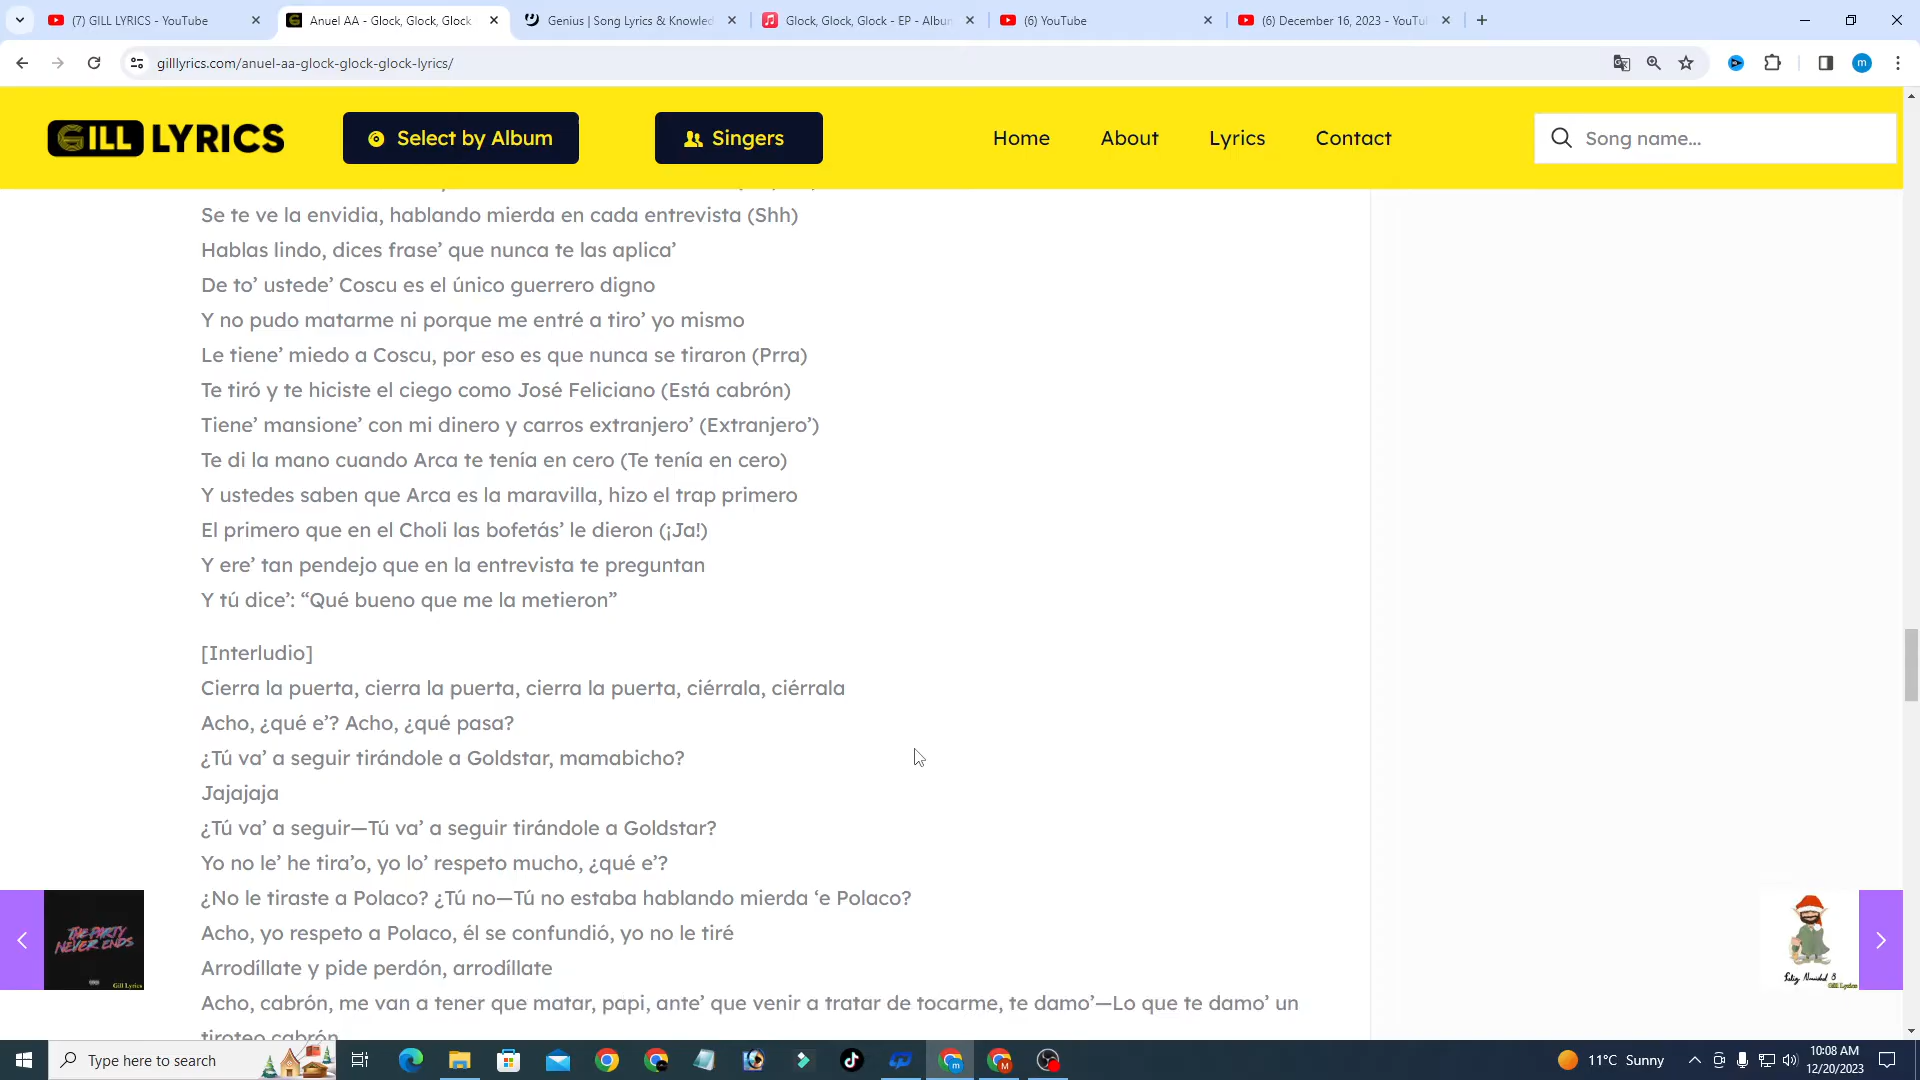 (7) GILL LYRICS - YouTube
Anuel AA - Glock, Glock, Glock
Genius | Song Lyrics & Knowled
Glock, Glock, Glock - EP - Album
(6) YouTube
(6) December 16, 2023 - YouTu
gilllyrics.com/anuel-aa-glock-glock-glock-lyrics/
m
GILL LYRICS
Select by Album
Singers
Home
About
Lyrics
Contact
Song name...
Se te ve la envidia, hablando mierda en cada entrevista (Shh)
Hablas lindo, dices frase’ que nunca te las aplica’
De to’ ustede’ Coscu es el único guerrero digno
Y no pudo matarme ni porque me entré a tiro’ yo mismo
Le tiene’ miedo a Coscu, por eso es que nunca se tiraron (Prra)
Te tiró y te hiciste el ciego como José Feliciano (Está cabrón)
Tiene’ mansione’ con mi dinero y carros extranjero’ (Extranjero’)
Te di la mano cuando Arca te tenía en cero (Te tenía en cero)
Y ustedes saben que Arca es la maravilla, hizo el trap primero
El primero que en el Choli las bofetás’ le dieron (¡Ja!)
Y ere’ tan pendejo que en la entrevista te preguntan
Y tú dice’: “Qué bueno que me la metieron”
[Interludio]
Cierra la puerta, cierra la puerta, cierra la puerta, ciérrala, ciérrala
Acho, ¿qué e’? Acho, ¿qué pasa?
¿Tú va’ a seguir tirándole a Goldstar, mamabicho?
Jajajaja
¿Tú va’ a seguir—Tú va’ a seguir tirándole a Goldstar?
Yo no le’ he tira’o, yo lo’ respeto mucho, ¿qué e’?
¿No le tiraste a Polaco? ¿Tú no—Tú no estaba hablando mierda ‘e Polaco?
Acho, yo respeto a Polaco, él se confundió, yo no le tiré
Arrodíllate y pide perdón, arrodíllate
Acho, cabrón, me van a tener que matar, papi, ante’ que venir a tratar de tocarme, te damo’—Lo que te damo’ un
tiroteo cabrón
THE PARTY
NEVER ENDS
Gill Lyrics
Feliz Navidad 8
Gill Lyrics
Type here to search
11°C Sunny
10:08 AM
12/20/2023